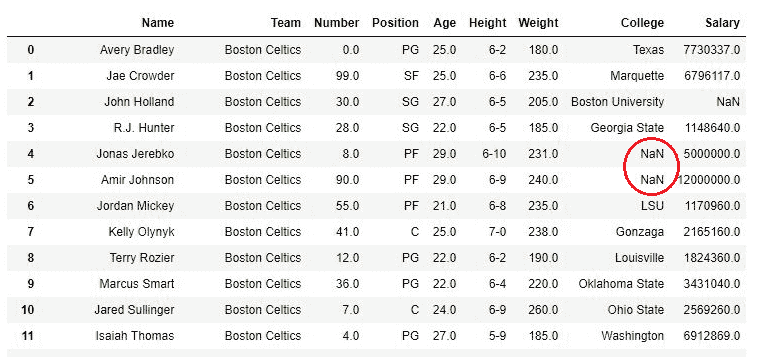 Name Team Number Position Age Height Weight College Salary
0 Avery Bradley Boston Celtics 0.0 PG 25.0 6-2 180.0 Texas 7730337.0
1 Jae Crowder Boston Celtics 99.0 SF 25.0 6-6 235.0 Marquette 6796117.0
2 John Holland Boston Celtics 30.0 SG 27.0 6-5 205.0 Boston University NaN
3 R.J. Hunter Boston Celtics 28.0 SG 22.0 6-5 185.0 Georgia State 1148640.0
4 Jonas Jerebko Boston Celtics 8.0 PF 29.0 6-10 231.0 NaN 5000000.0
5 Amir Johnson Boston Celtics 90.0 PF 29.0 6-9 240.0 NaN 12000000.0
6 Jordan Mickey Boston Celtics 55.0 PF 21.0 6-8 235.0 LSU 1170960.0
7 Kelly Olynyk Boston Celtics 41.0 C 25.0 7-0 238.0 Gonzaga 2165160.0
8 Terry Rozier Boston Celtics 12.0 PG 22.0 6-2 190.0 Louisville 1824360.0
9 Marcus Smart Boston Celtics 36.0 PG 22.0 6-4 220.0 Oklahoma State 3431040.0
10 Jared Sullinger Boston Celtics 7.0 C 24.0 6-9 260.0 Ohio State 2569260.0
11 Isaiah Thomas Boston Celtics 4.0 PG 27.0 5-9 185.0 Washington 6912869.0